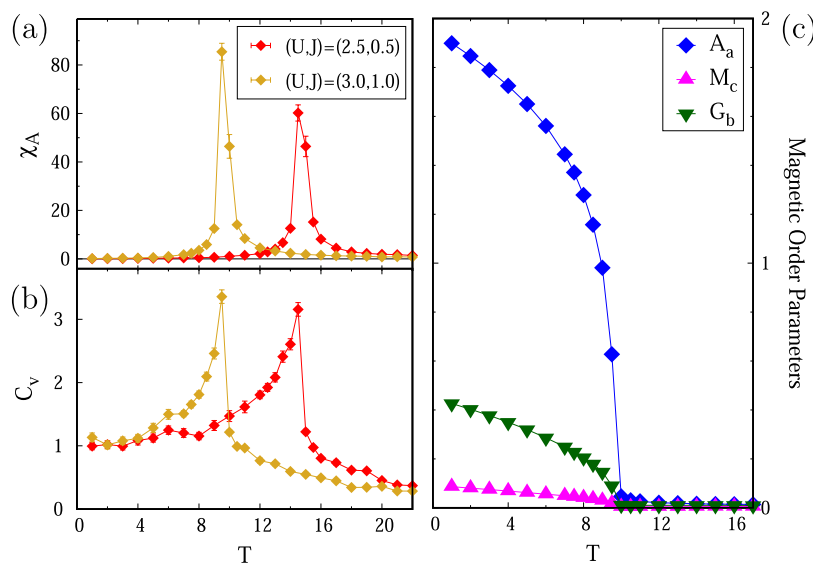 (a)
χA
80
60
40
20
0
(U,J)=(2.5,0.5)
(U,J)=(3.0,1.0)
(b)
Cv
3
2
1
0
0 4 8 12 16 20
T
(c)
Aa
Mc
Gb
2
1
0
Magnetic Order Parameters
0 4 8 12 16
T